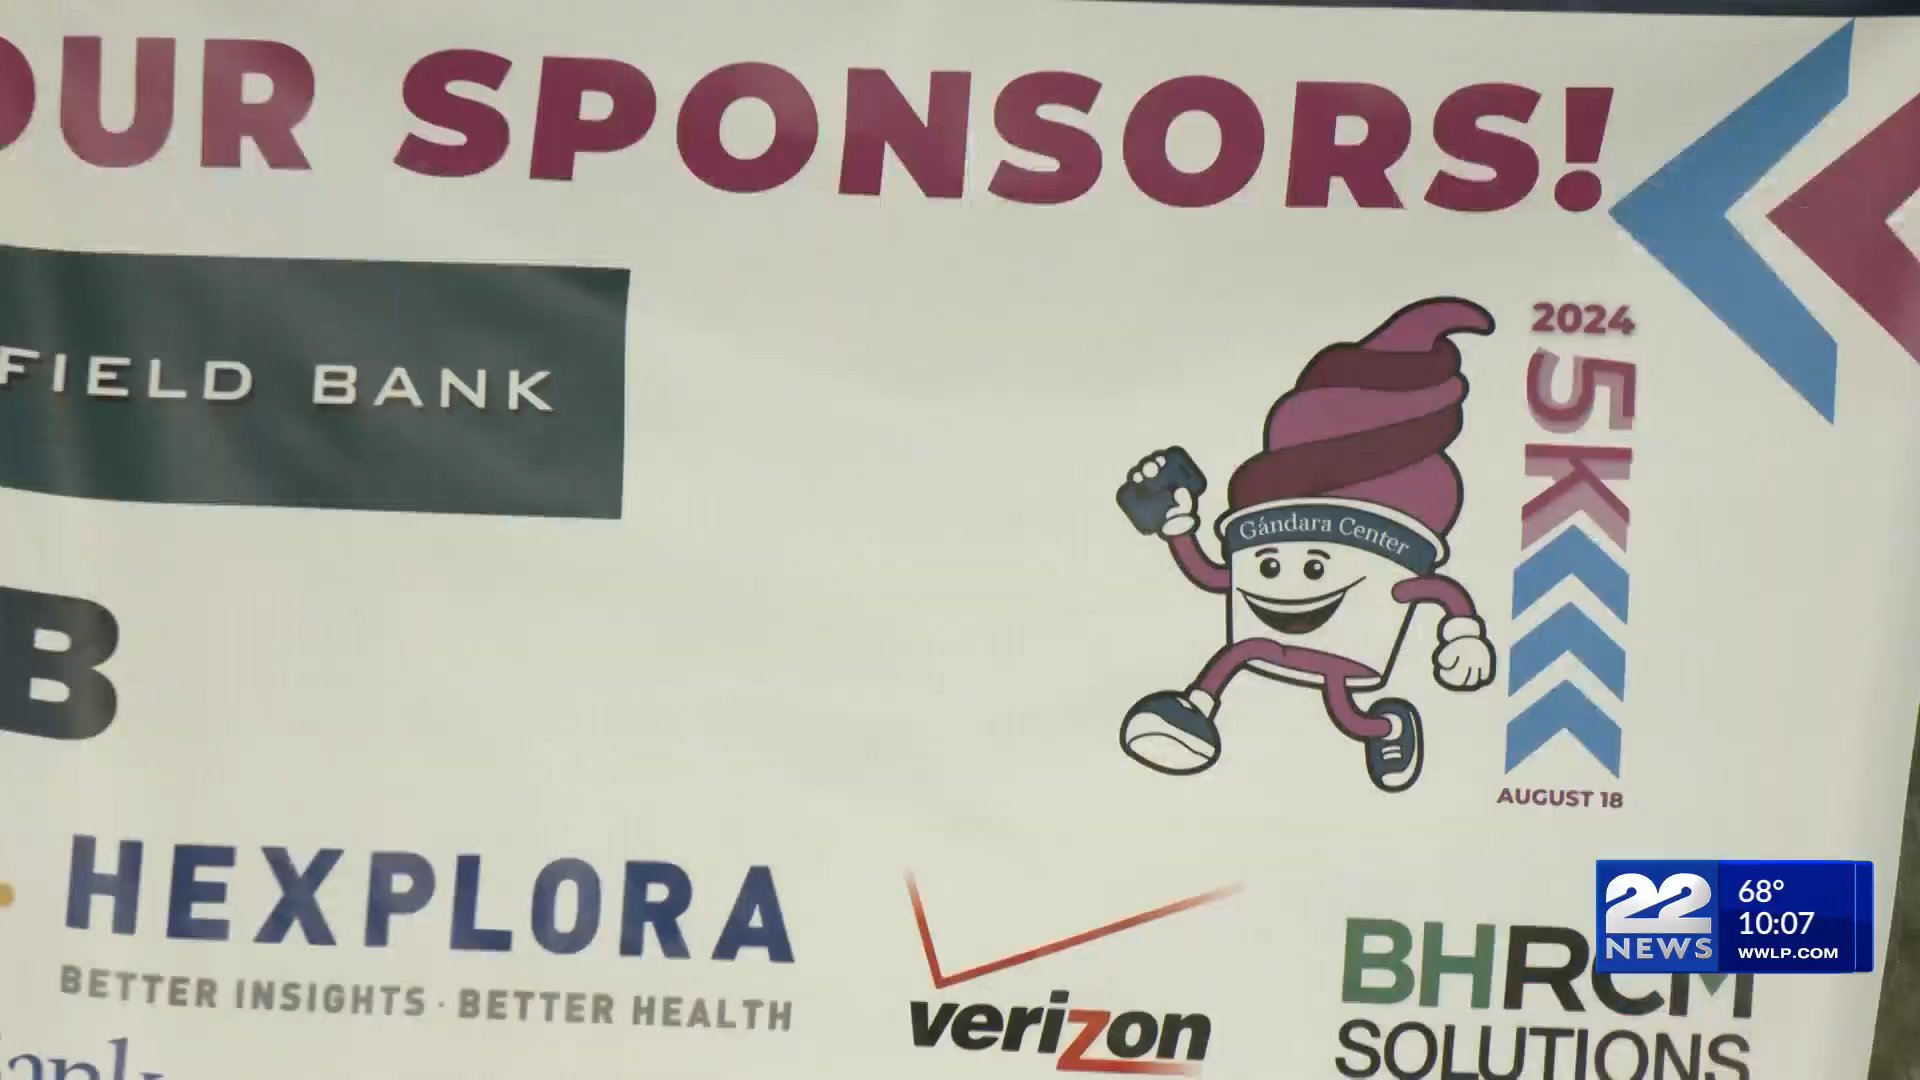 OUR SPONSORS!
2024
5K
FIELD BANK
Gándara Center
B
AUGUST 18
HEXPLORA
BETTER INSIGHTS · BETTER HEALTH
verizon
BHRCM
SOLUTIONS
22
NEWS
68°
10:07
WWLP.COM